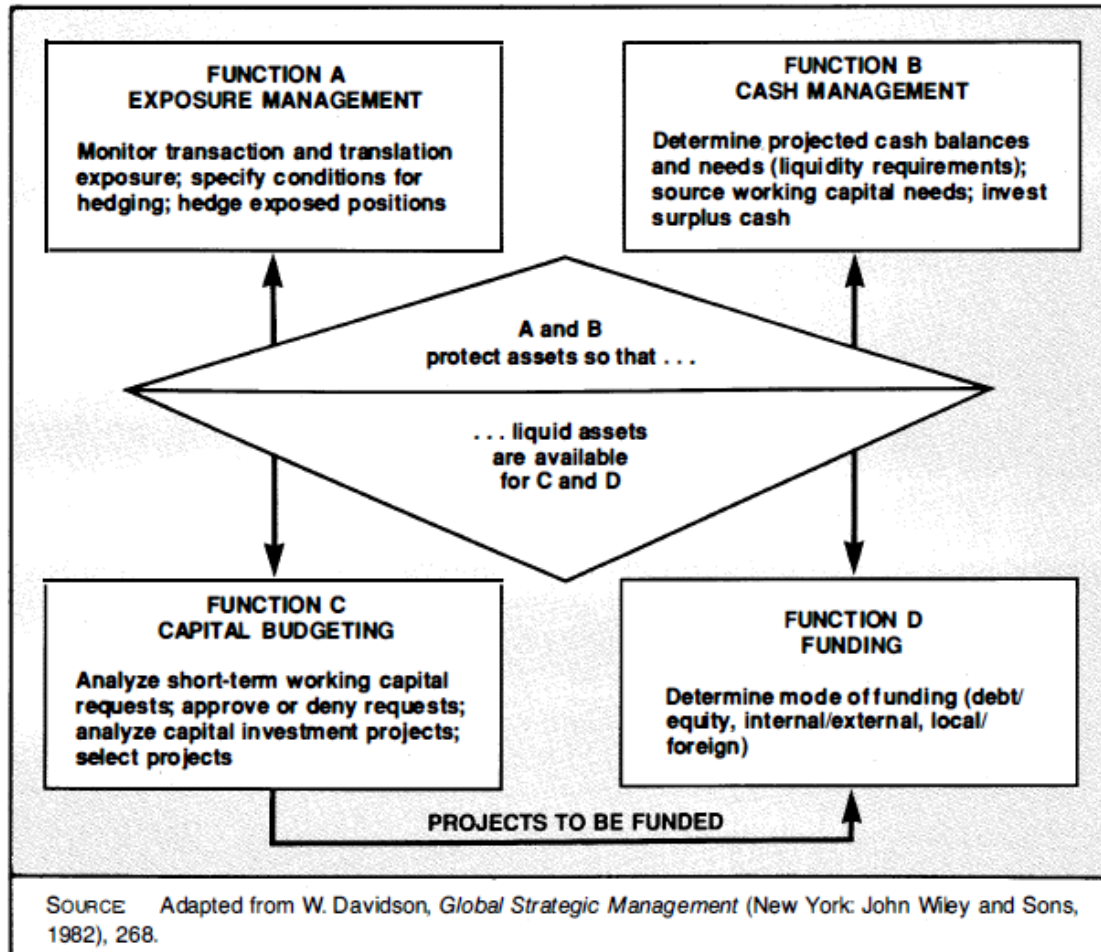 FUNCTION A
EXPOSURE MANAGEMENT
Monitor transaction and translation
exposure; specify conditions for
hedging; hedge exposed positions
FUNCTION B
CASH MANAGEMENT
Determine projected cash balances
and needs (liquidity requirements);
source working capital needs; invest
surplus cash
A and B
protect assets so that . . .
. . . liquid assets
are available
for C and D
FUNCTION C
CAPITAL BUDGETING
Analyze short-term working capital
requests; approve or deny requests;
analyze capital investment projects;
select projects
FUNCTION D
FUNDING
Determine mode of funding (debt/
equity, internal/external, local/
foreign)
PROJECTS TO BE FUNDED
SOURCE Adapted from W. Davidson, Global Strategic Management (New York: John Wiley and Sons,
1982), 268.